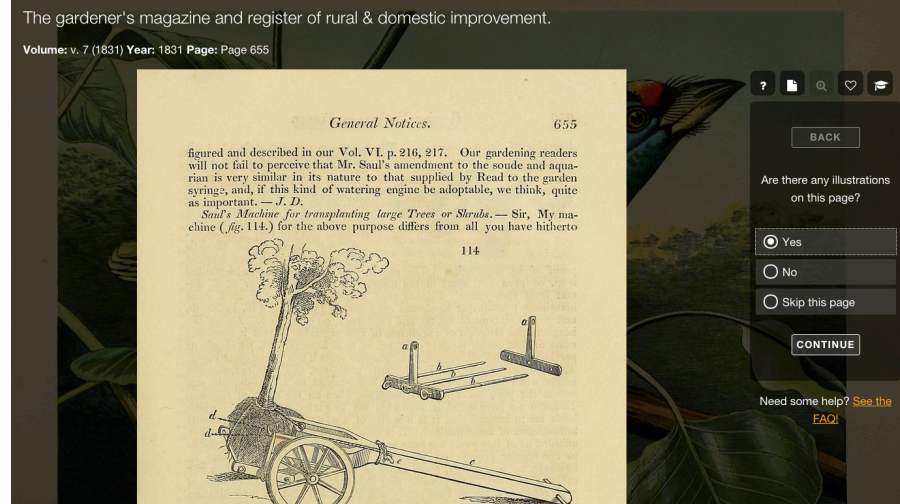 The gardener's magazine and register of rural & domestic improvement.
Volume: v. 7 (1831) Year: 1831 Page: Page 655
General Notices. 655
figured and described in our Vol. VI. p. 216, 217. Our gardening readers
will not fail to perceive that Mr. Saul's amendment to the soude and aqua-
rian is very similar in its nature to that supplied by Read to the garden
syringe, and, if this kind of watering engine be adoptable, we think, quite
as important. — J. D.
Saul's Machine for transplanting large Trees or Shrubs. — Sir, My ma-
chine (fig. 114.) for the above purpose differs from all you have hitherto
114
a
a
b
b
b
d
d
c
e
?
BACK
Are there any illustrations
on this page?
Yes
No
Skip this page
CONTINUE
Need some help? See the
FAQ!